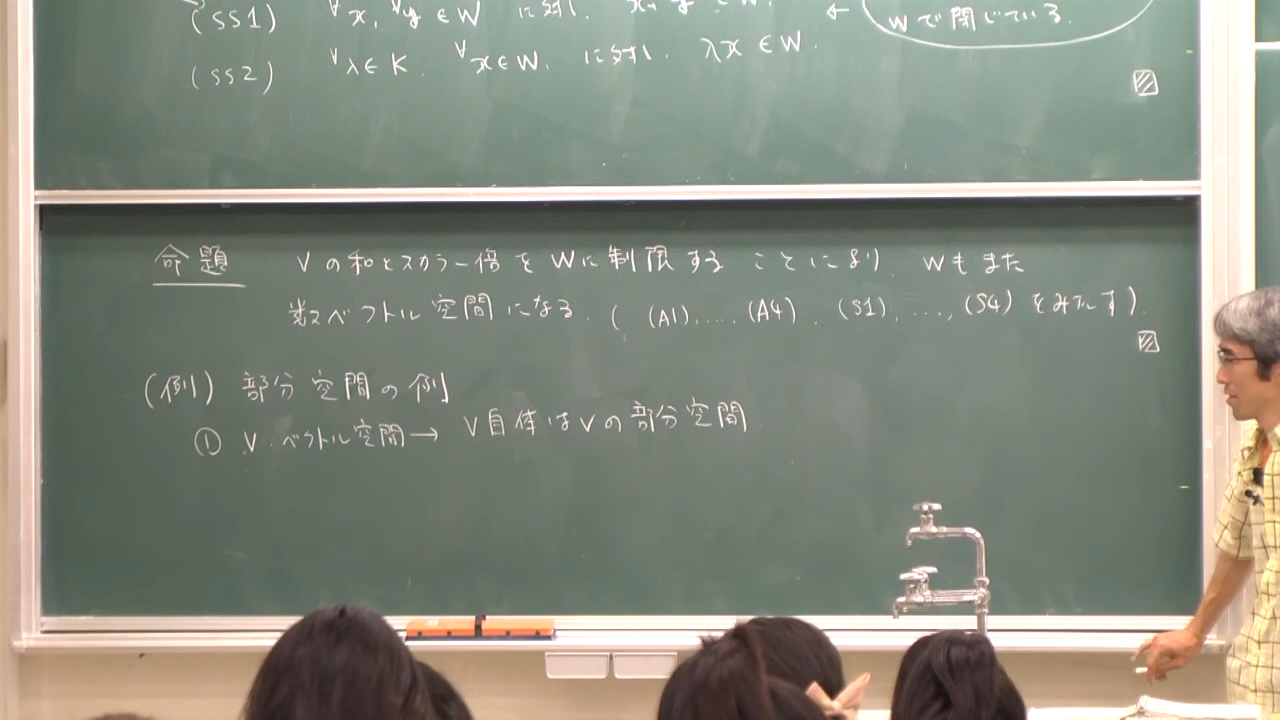 (SS1) ∀x, ∀y ∈ W に対し. x+y ∈ W. ← Wで閉じている.
(SS2) ∀λ ∈ K. ∀x ∈ W. に対し. λx ∈ W.
命題 Vの和とスカラー倍をWに制限することにより. Wもまた
数ベクトル空間になる. ( (A1), ..., (A4), (S1), ..., (S4) をみたす).
(例) 部分空間の例
① V. ベクトル空間 → V自体はVの部分空間